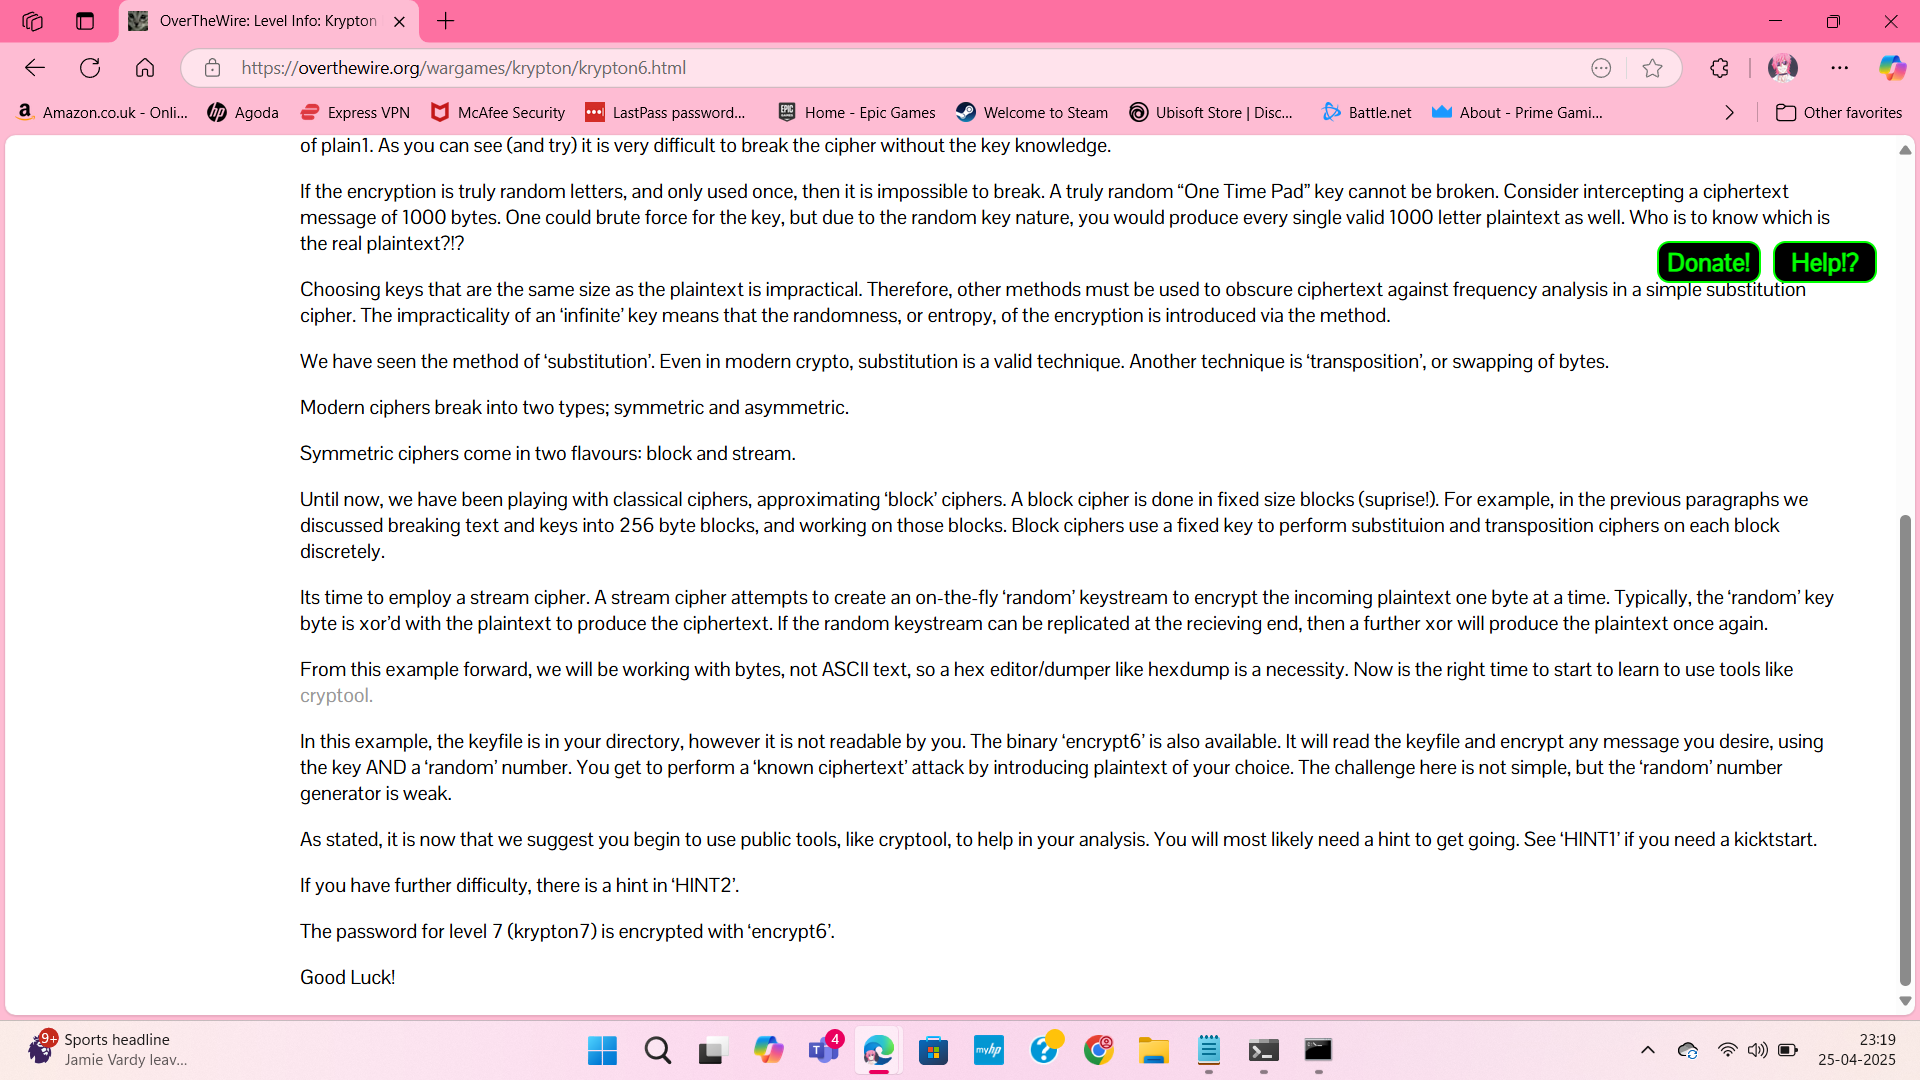 OverTheWire: Level Info: Krypton
https://overthewire.org/wargames/krypton/krypton6.html
Amazon.co.uk - Onli...
Agoda
Express VPN
McAfee Security
LastPass password...
Home - Epic Games
Welcome to Steam
Ubisoft Store | Disc...
Battle.net
About - Prime Gami...
Other favorites
of plain1. As you can see (and try) it is very difficult to break the cipher without the key knowledge.
If the encryption is truly random letters, and only used once, then it is impossible to break. A truly random “One Time Pad” key cannot be broken. Consider intercepting a ciphertext
message of 1000 bytes. One could brute force for the key, but due to the random key nature, you would produce every single valid 1000 letter plaintext as well. Who is to know which is
the real plaintext?!?
Donate!
Help!?
Choosing keys that are the same size as the plaintext is impractical. Therefore, other methods must be used to obscure ciphertext against frequency analysis in a simple substitution
cipher. The impracticality of an ‘infinite’ key means that the randomness, or entropy, of the encryption is introduced via the method.
We have seen the method of ‘substitution’. Even in modern crypto, substitution is a valid technique. Another technique is ‘transposition’, or swapping of bytes.
Modern ciphers break into two types; symmetric and asymmetric.
Symmetric ciphers come in two flavours: block and stream.
Until now, we have been playing with classical ciphers, approximating ‘block’ ciphers. A block cipher is done in fixed size blocks (suprise!). For example, in the previous paragraphs we
discussed breaking text and keys into 256 byte blocks, and working on those blocks. Block ciphers use a fixed key to perform substituion and transposition ciphers on each block
discretely.
Its time to employ a stream cipher. A stream cipher attempts to create an on-the-fly ‘random’ keystream to encrypt the incoming plaintext one byte at a time. Typically, the ‘random’ key
byte is xor’d with the plaintext to produce the ciphertext. If the random keystream can be replicated at the recieving end, then a further xor will produce the plaintext once again.
From this example forward, we will be working with bytes, not ASCII text, so a hex editor/dumper like hexdump is a necessity. Now is the right time to start to learn to use tools like
cryptool.
In this example, the keyfile is in your directory, however it is not readable by you. The binary ‘encrypt6’ is also available. It will read the keyfile and encrypt any message you desire, using
the key AND a ‘random’ number. You get to perform a ‘known ciphertext’ attack by introducing plaintext of your choice. The challenge here is not simple, but the ‘random’ number
generator is weak.
As stated, it is now that we suggest you begin to use public tools, like cryptool, to help in your analysis. You will most likely need a hint to get going. See ‘HINT1’ if you need a kicktstart.
If you have further difficulty, there is a hint in ‘HINT2’.
The password for level 7 (krypton7) is encrypted with ‘encrypt6’.
Good Luck!
9+
Sports headline
Jamie Vardy leav...
4
myhp
23:19
25-04-2025